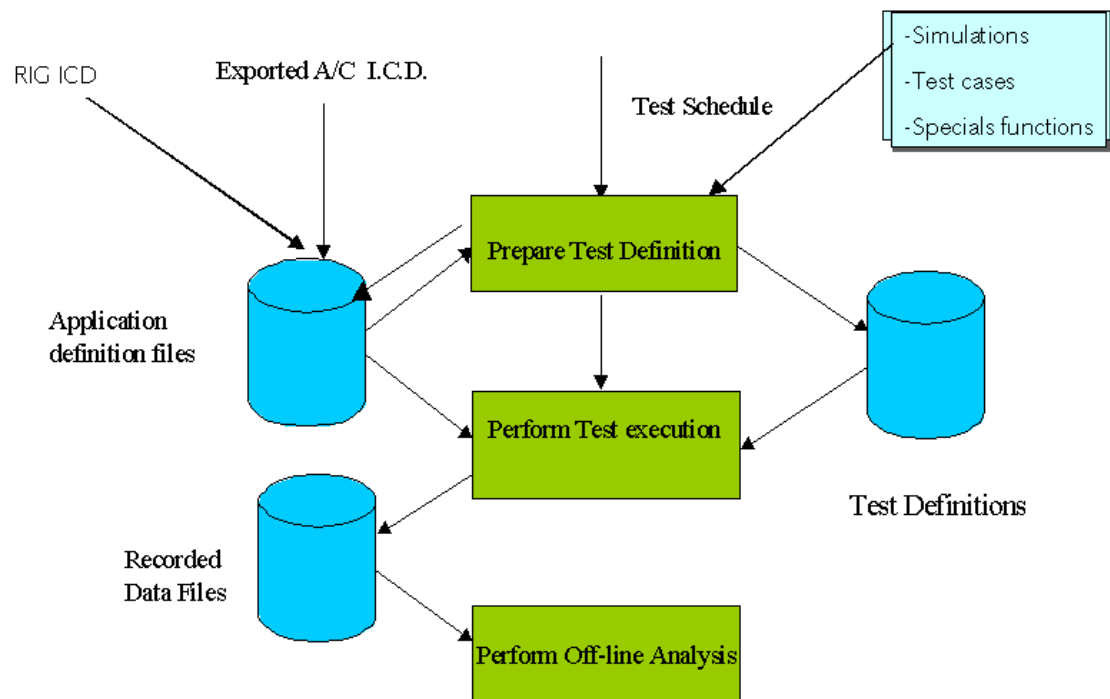 RIG ICD
Exported A/C I.C.D.
Test Schedule
-Simulations
-Test cases
-Specials functions
Prepare Test Definition
Application
definition files
Perform Test execution
Test Definitions
Recorded
Data Files
Perform Off-line Analysis